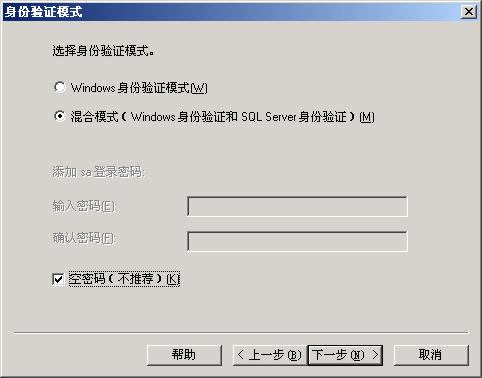 身份验证模式
选择身份验证模式。
Windows 身份验证模式(W)
混合模式（Windows 身份验证和 SQL Server 身份验证）(M)
添加 sa 登录密码:
输入密码(E):
确认密码(F):
空密码（不推荐）(K)
帮助 < 上一步(B) 下一步(N) > 取消